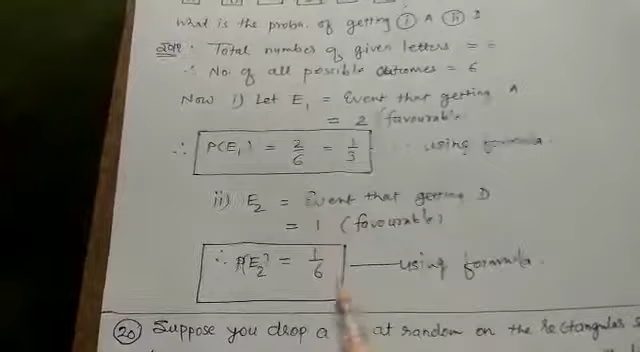 What is the proba. of getting (i) A (ii) D
Soln: Total number of given letters =
∴ No. of all possible outcomes = 6
Now i) Let E₁ = Event that getting A
= 2 (favourable)
∴ P(E₁) = 2/6 = 1/3 using formula.
ii) E₂ = Event that getting D
= 1 (favourable)
∴ P(E₂) = 1/6 — using formula.
(20) Suppose you drop a at random on the rectangular